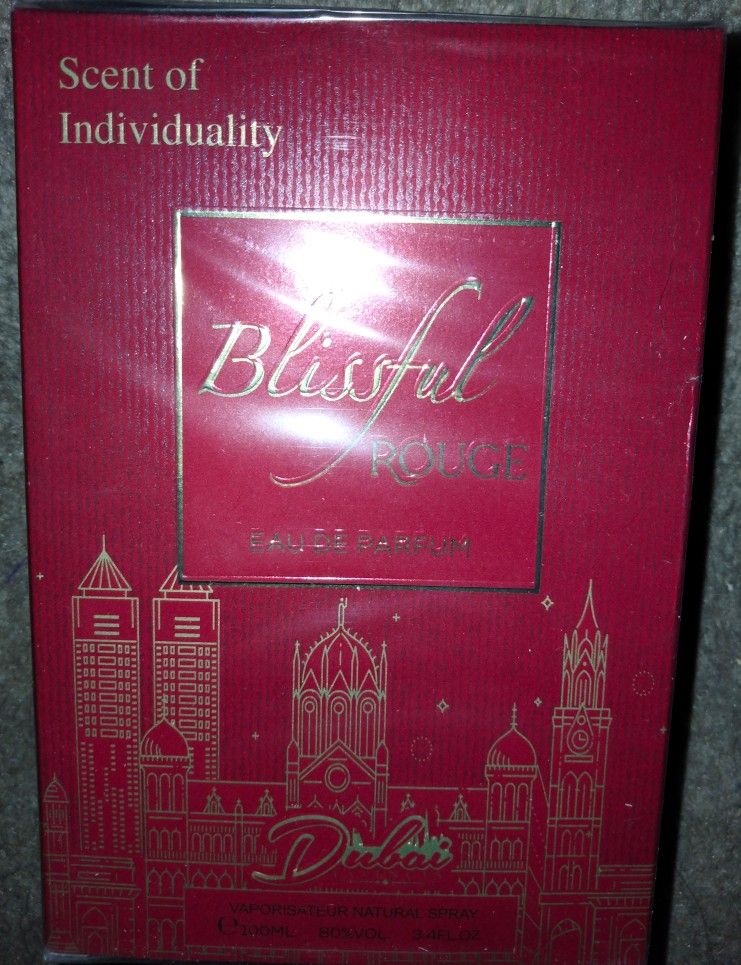 Scent of
Individuality
Blissful
ROUGE
EAU DE PARFUM
Dubai
VAPORISATEUR NATURAL SPRAY
℮100ML 80%VOL 3.4FL.OZ